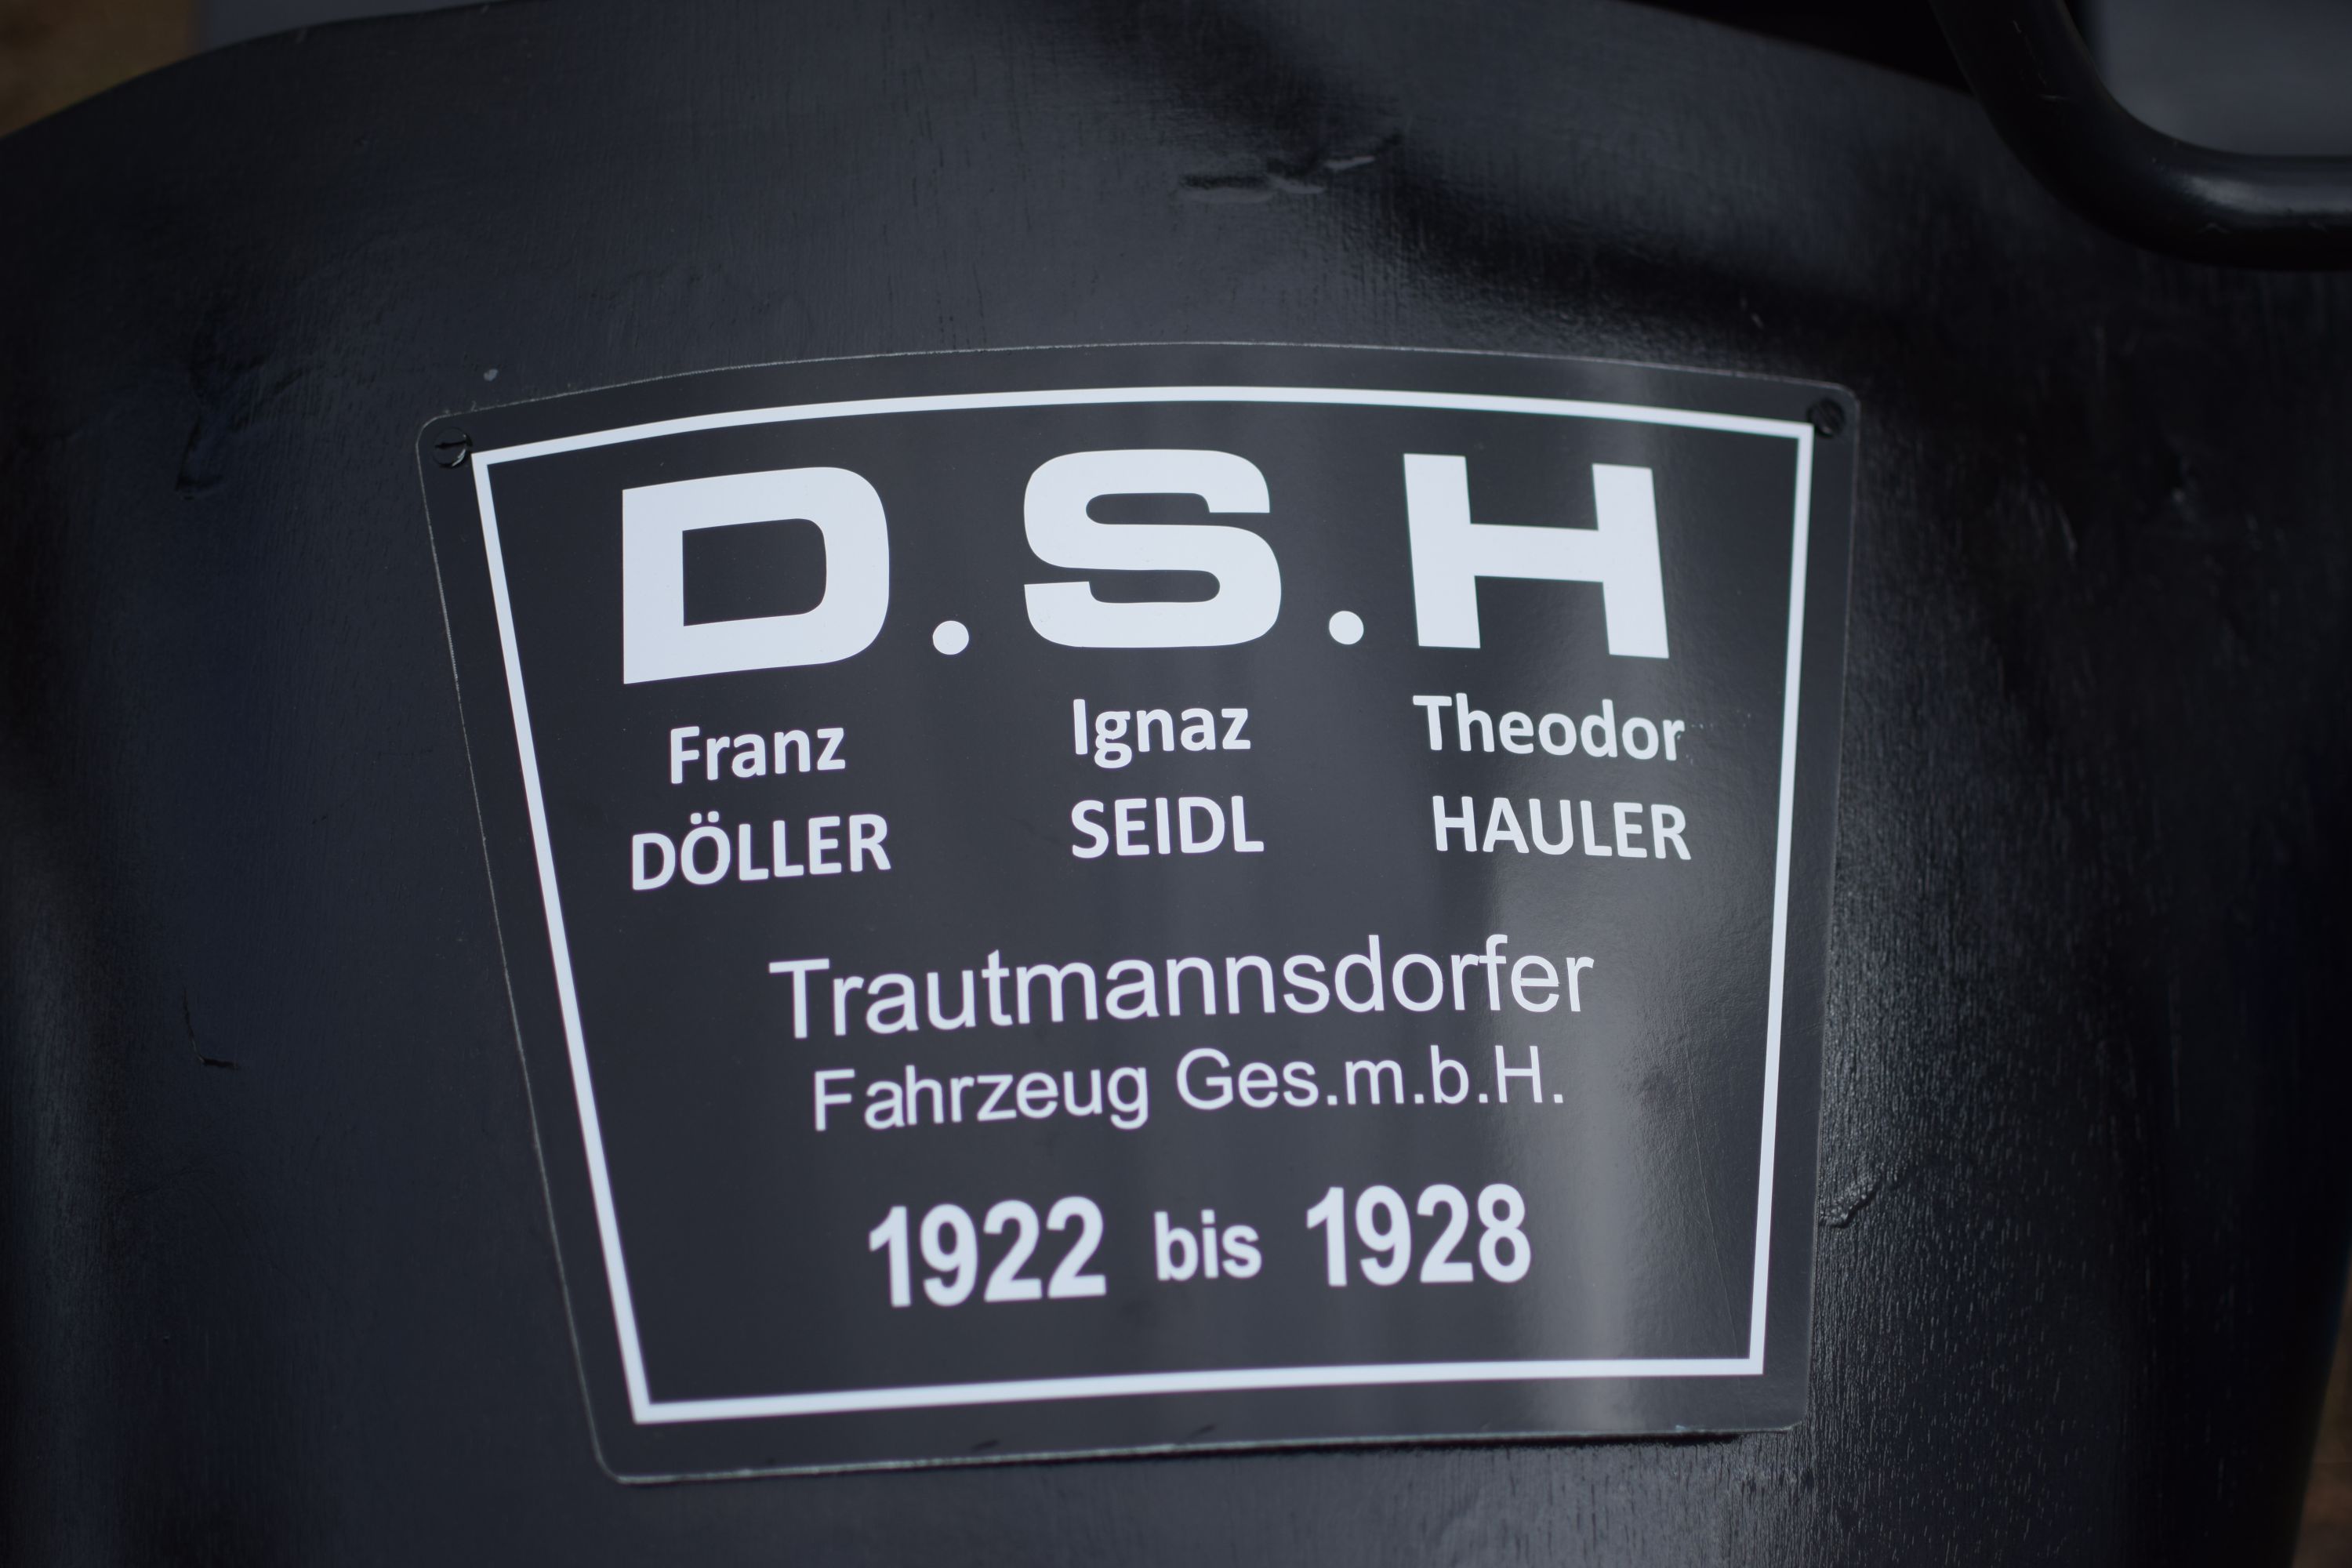 D.S.H
Franz Ignaz Theodor
DÖLLER SEIDL HAULER
Trautmannsdorfer
Fahrzeug Ges.m.b.H.
1922 bis 1928